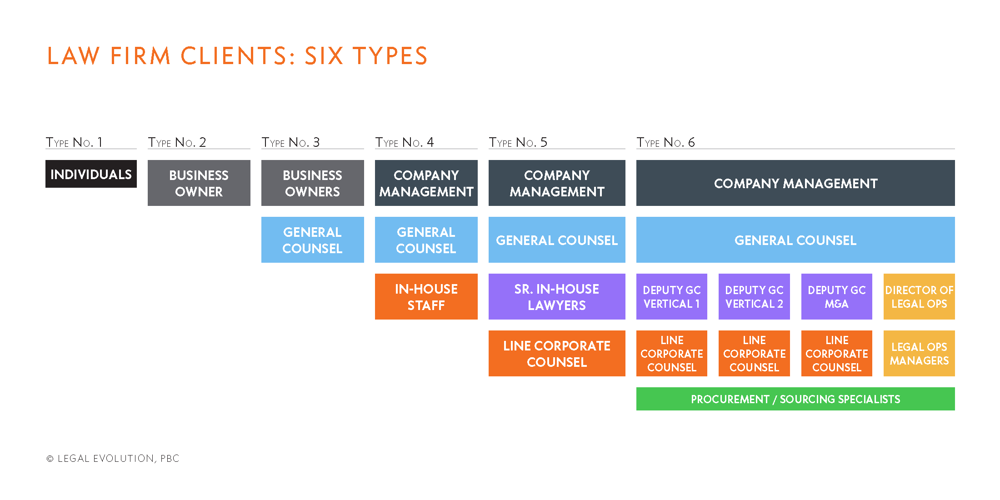 LAW FIRM CLIENTS: SIX TYPES
Type No. 1
Type No. 2
Type No. 3
Type No. 4
Type No. 5
Type No. 6
INDIVIDUALS
BUSINESS
OWNER
BUSINESS
OWNERS
COMPANY
MANAGEMENT
COMPANY
MANAGEMENT
COMPANY MANAGEMENT
GENERAL
COUNSEL
GENERAL
COUNSEL
GENERAL COUNSEL
GENERAL COUNSEL
IN-HOUSE
STAFF
SR. IN-HOUSE
LAWYERS
DEPUTY GC
VERTICAL 1
DEPUTY GC
VERTICAL 2
DEPUTY GC
M&A
DIRECTOR OF
LEGAL OPS
LINE CORPORATE
COUNSEL
LINE
CORPORATE
COUNSEL
LINE
CORPORATE
COUNSEL
LINE
CORPORATE
COUNSEL
LEGAL OPS
MANAGERS
PROCUREMENT / SOURCING SPECIALISTS
© LEGAL EVOLUTION, PBC